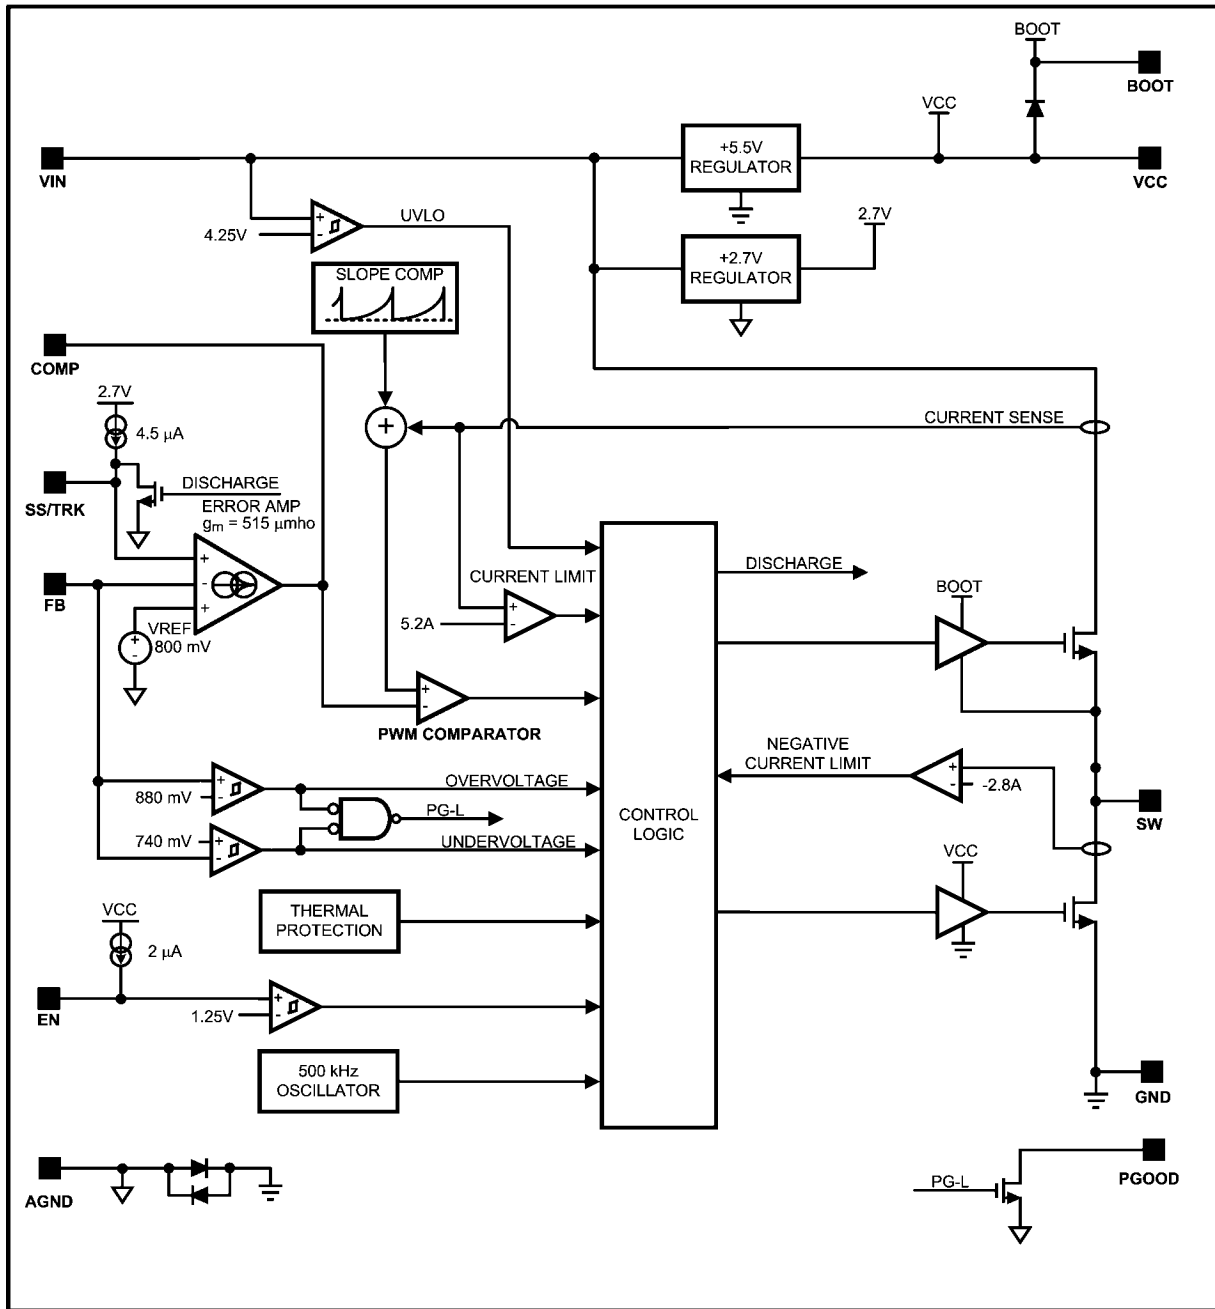 BOOT
BOOT
VCC
+5.5V
REGULATOR
VIN
VCC
UVLO
+
-
4.25V
2.7V
+2.7V
REGULATOR
SLOPE COMP
COMP
2.7V
4.5 µA
+
CURRENT SENSE
SS/TRK
DISCHARGE
ERROR AMP
gm = 515 µmho
+
-
+
FB
VREF
800 mV
+
-
CURRENT LIMIT
+
-
5.2A
DISCHARGE
BOOT
+
-
PWM COMPARATOR
NEGATIVE
CURRENT LIMIT
+
-
-2.8A
SW
OVERVOLTAGE
+
-
880 mV
PG-L
740 mV
+
-
UNDERVOLTAGE
CONTROL
LOGIC
VCC
THERMAL
PROTECTION
VCC
2 µA
EN
+
-
1.25V
500 kHz
OSCILLATOR
GND
AGND
PG-L
PGOOD